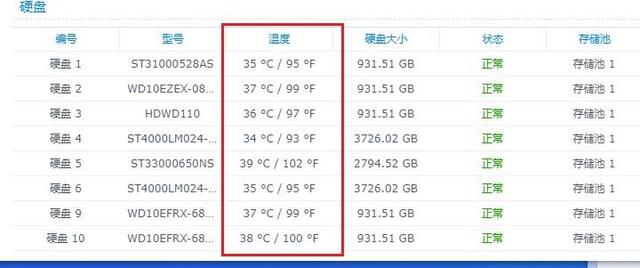 硬盘
编号 型号 温度 硬盘大小 状态 存储池
硬盘 1 ST31000528AS 35 °C / 95 °F 931.51 GB 正常 存储池 1
硬盘 2 WD10EZEX-08... 37 °C / 99 °F 931.51 GB 正常 存储池 1
硬盘 3 HDWD110 36 °C / 97 °F 931.51 GB 正常 存储池 1
硬盘 4 ST4000LM024-... 34 °C / 93 °F 3726.02 GB 正常 存储池 1
硬盘 5 ST33000650NS 39 °C / 102 °F 2794.52 GB 正常 存储池 1
硬盘 6 ST4000LM024-... 35 °C / 95 °F 3726.02 GB 正常 存储池 1
硬盘 9 WD10EFRX-68... 37 °C / 99 °F 931.51 GB 正常 存储池 1
硬盘 10 WD10EFRX-68... 38 °C / 100 °F 931.51 GB 正常 存储池 1